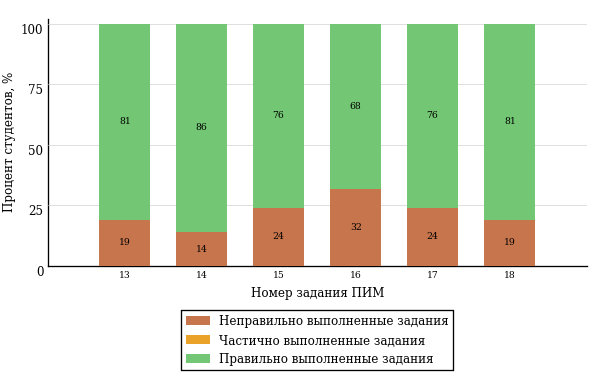 100
75
50
25
0
Процент студентов, %
81 86 76 68 76 81
19 14 24 32 24 19
13 14 15 16 17 18
Номер задания ПИМ
Неправильно выполненные задания
Частично выполненные задания
Правильно выполненные задания